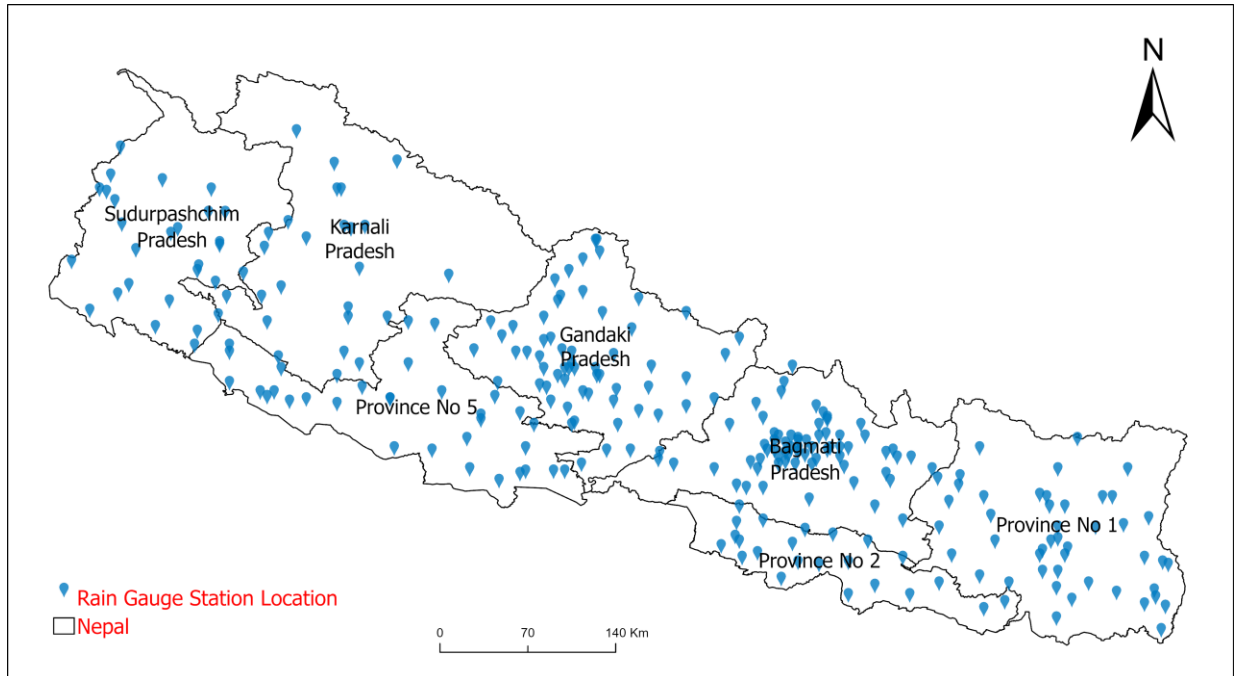 N
Sudurpashchim
Pradesh
Karnali
Pradesh
Gandaki
Pradesh
Province No 5
Bagmati
Pradesh
Province No 1
Province No 2
Rain Gauge Station Location
Nepal
0 70 140 Km